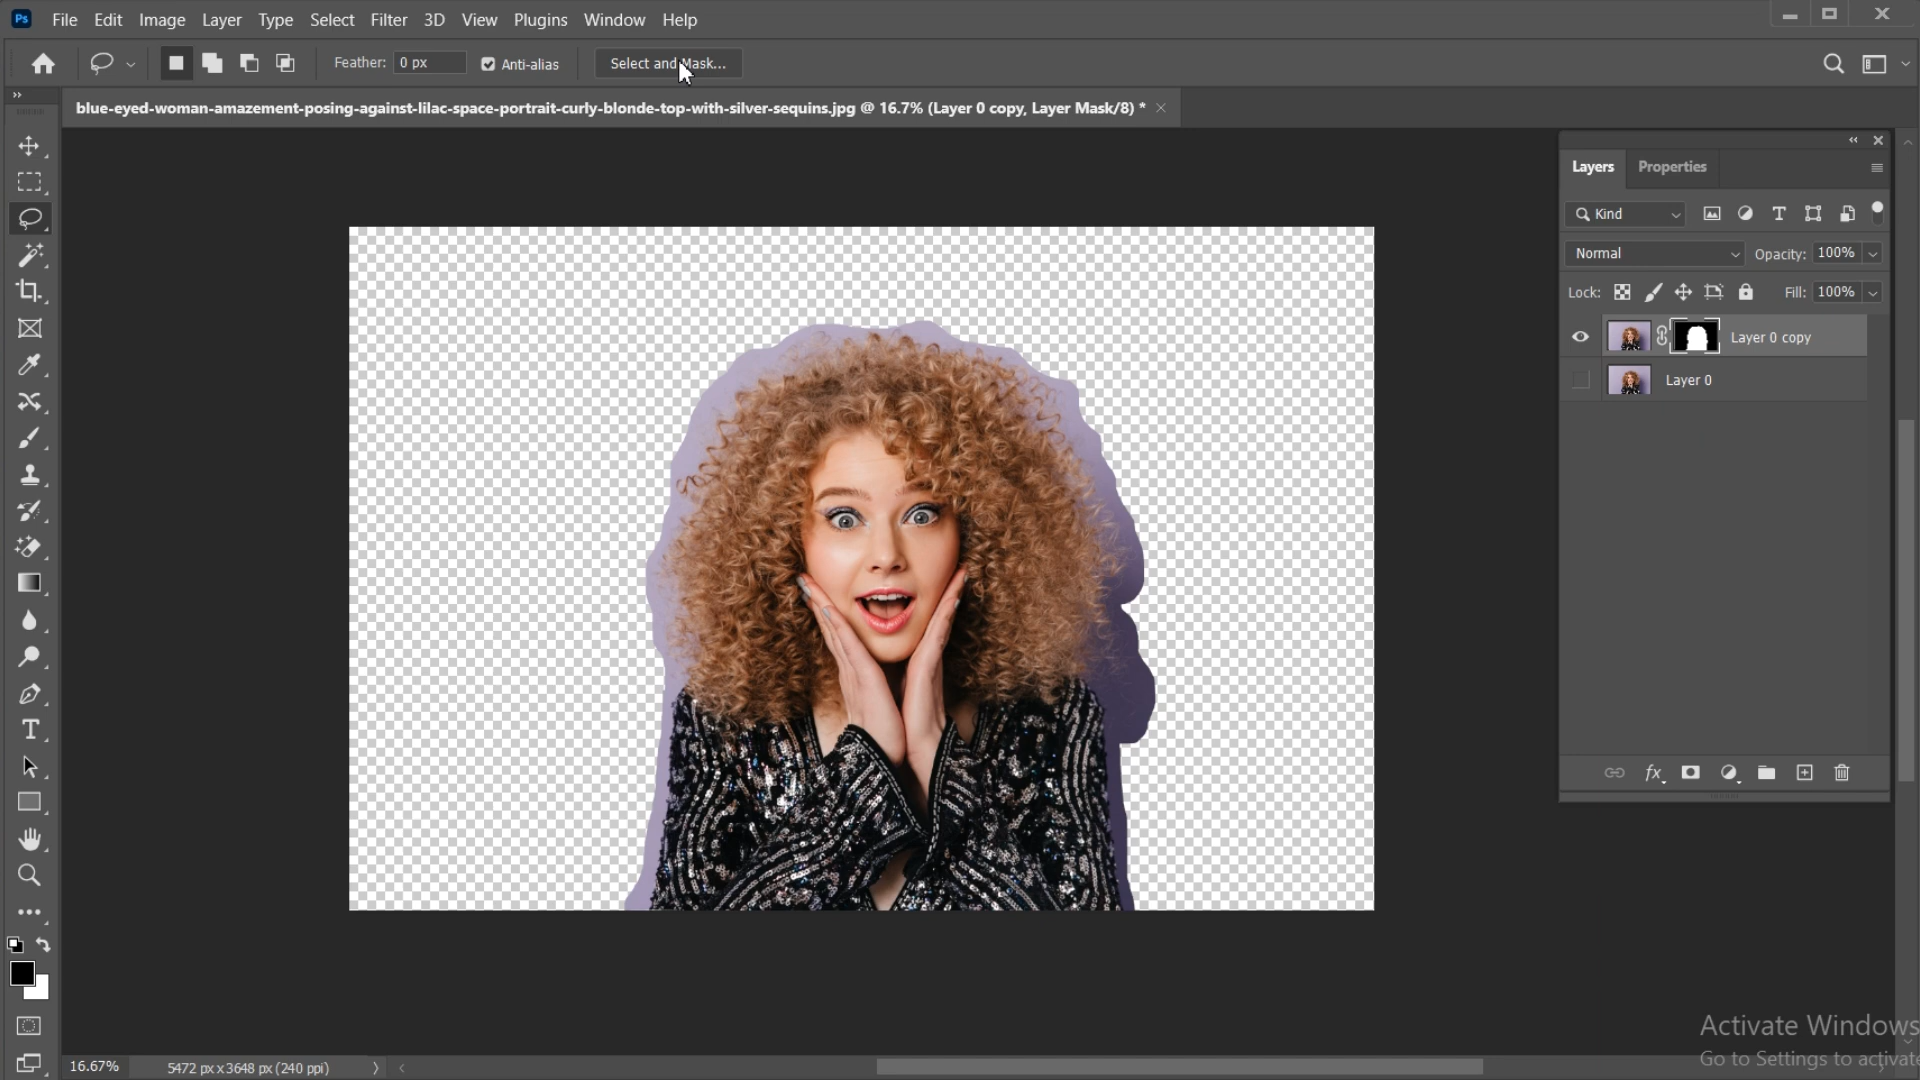 Ps File Edit Image Layer Type Select Filter 3D View Plugins Window Help
Feather: 0 px Anti-alias Select and Mask...
blue-eyed-woman-amazement-posing-against-lilac-space-portrait-curly-blonde-top-with-silver-sequins.jpg @ 16.7% (Layer 0 copy, Layer Mask/8) *
Layers Properties
Kind
Normal Opacity: 100%
Lock: Fill: 100%
Layer 0 copy
Layer 0
fx
Activate Windows
Go to Settings to activate
16.67% 5472 px x 3648 px (240 ppi)